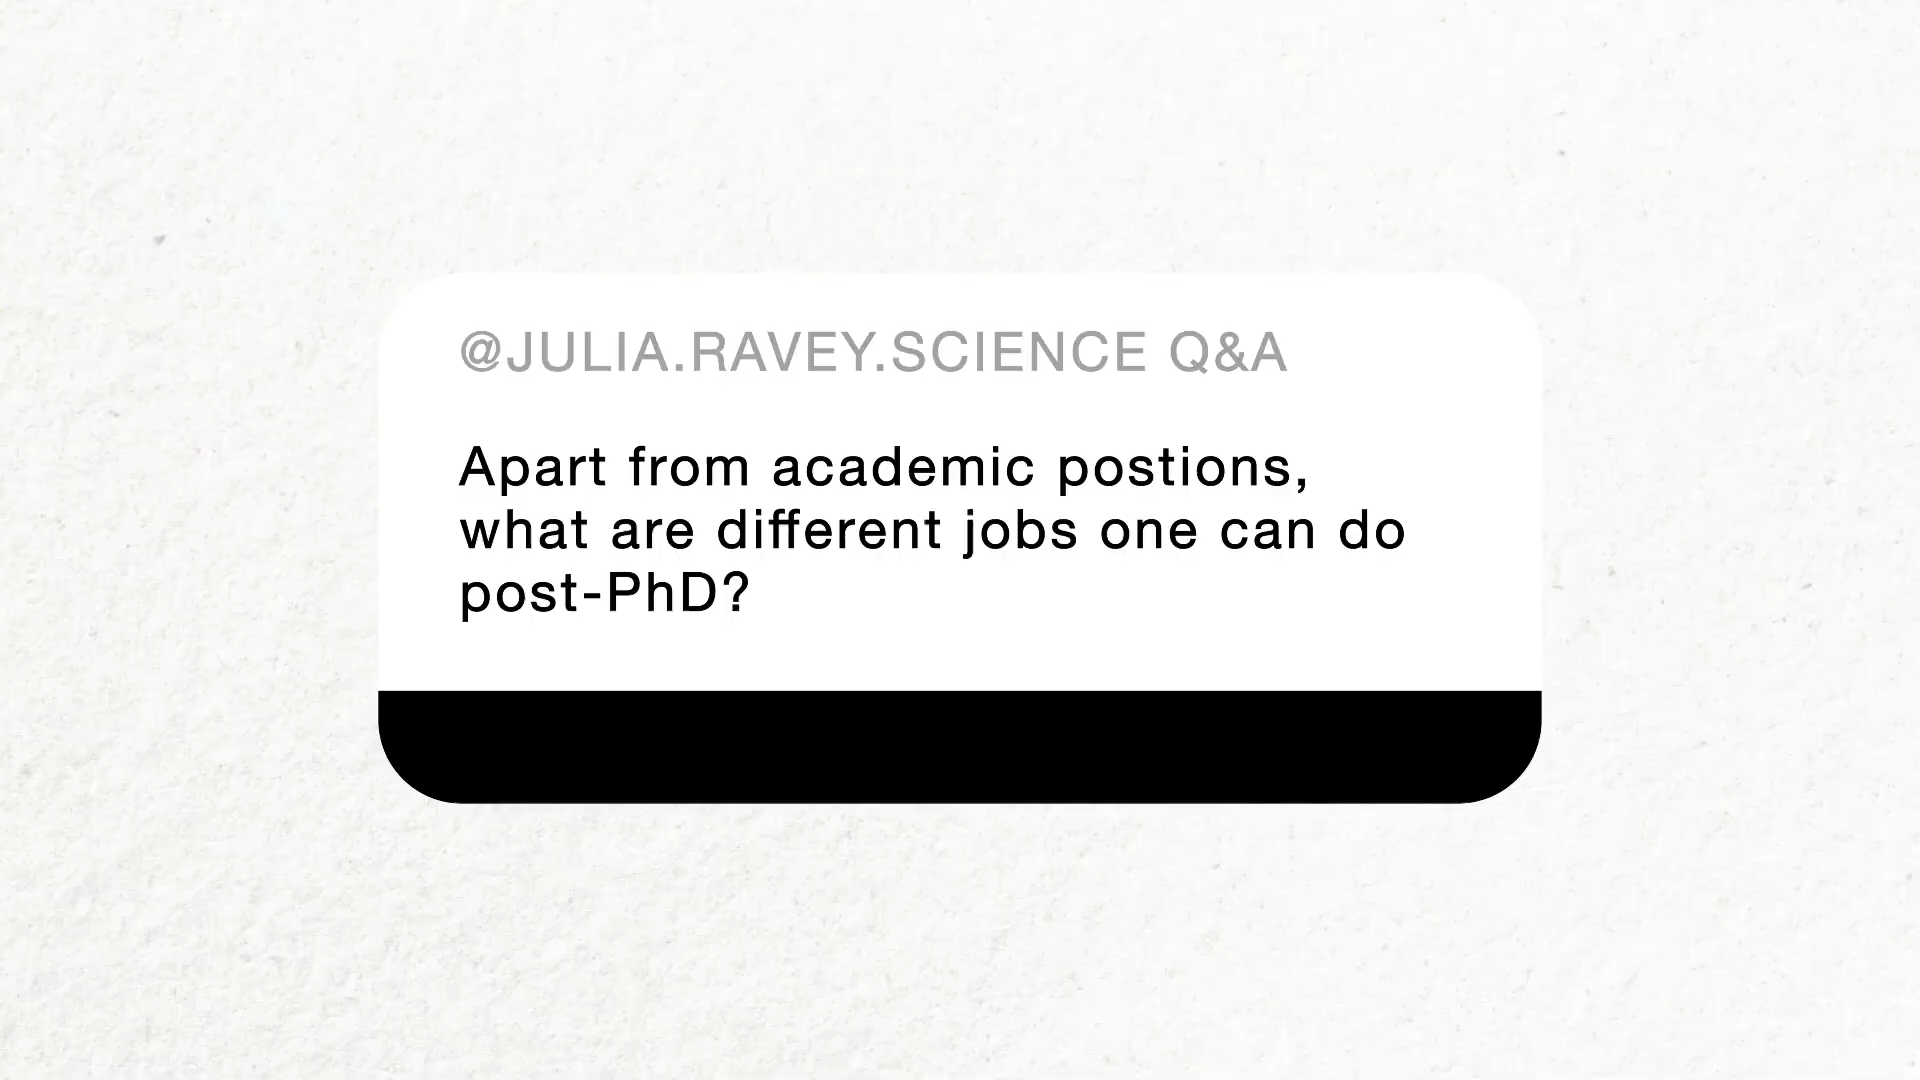 @JULIA.RAVEY.SCIENCE Q&A
Apart from academic postions,
what are different jobs one can do
post-PhD?